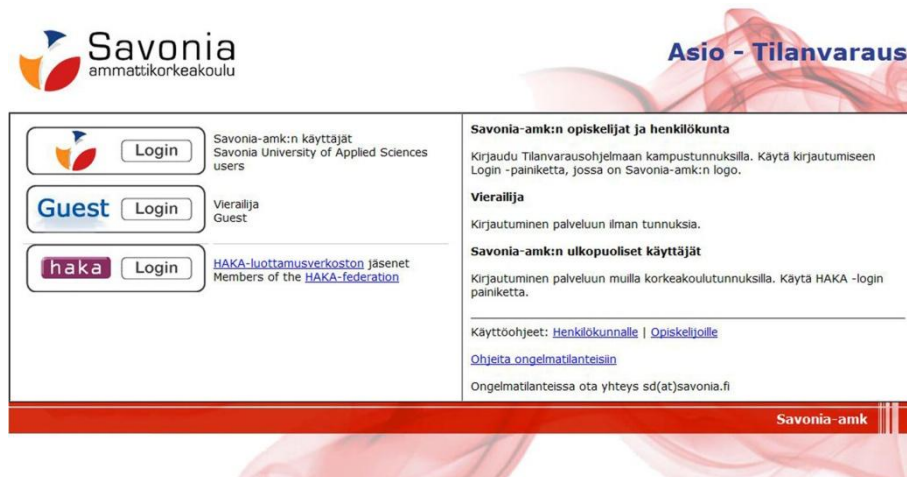 Savonia
ammattikorkeakoulu
Asio - Tilanvaraus
Login
Savonia-amk:n käyttäjät
Savonia University of Applied Sciences
users
Guest
Login
Vierailija
Guest
haka
Login
HAKA-luottamusverkoston jäsenet
Members of the HAKA-federation
Savonia-amk:n opiskelijat ja henkilökunta
Kirjaudu Tilanvarausohjelmaan kampustunnuksilla. Käytä kirjautumiseen
Login -painiketta, jossa on Savonia-amk:n logo.
Vierailija
Kirjautuminen palveluun ilman tunnuksia.
Savonia-amk:n ulkopuoliset käyttäjät
Kirjautuminen palveluun muilla korkeakoulutunnuksilla. Käytä HAKA -login
painiketta.
Käyttöohjeet: Henkilökunnalle | Opiskelijoille
Ohjeita ongelmatilanteisiin
Ongelmatilanteissa ota yhteys sd(at)savonia.fi
Savonia-amk